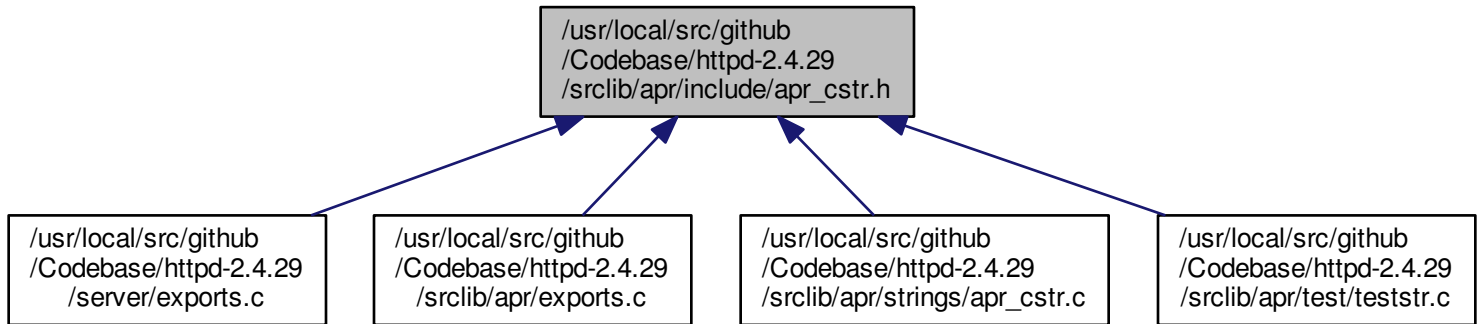 /usr/local/src/github
/Codebase/httpd-2.4.29
/srclib/apr/include/apr_cstr.h
/usr/local/src/github
/Codebase/httpd-2.4.29
/server/exports.c
/usr/local/src/github
/Codebase/httpd-2.4.29
/srclib/apr/exports.c
/usr/local/src/github
/Codebase/httpd-2.4.29
/srclib/apr/strings/apr_cstr.c
/usr/local/src/github
/Codebase/httpd-2.4.29
/srclib/apr/test/teststr.c